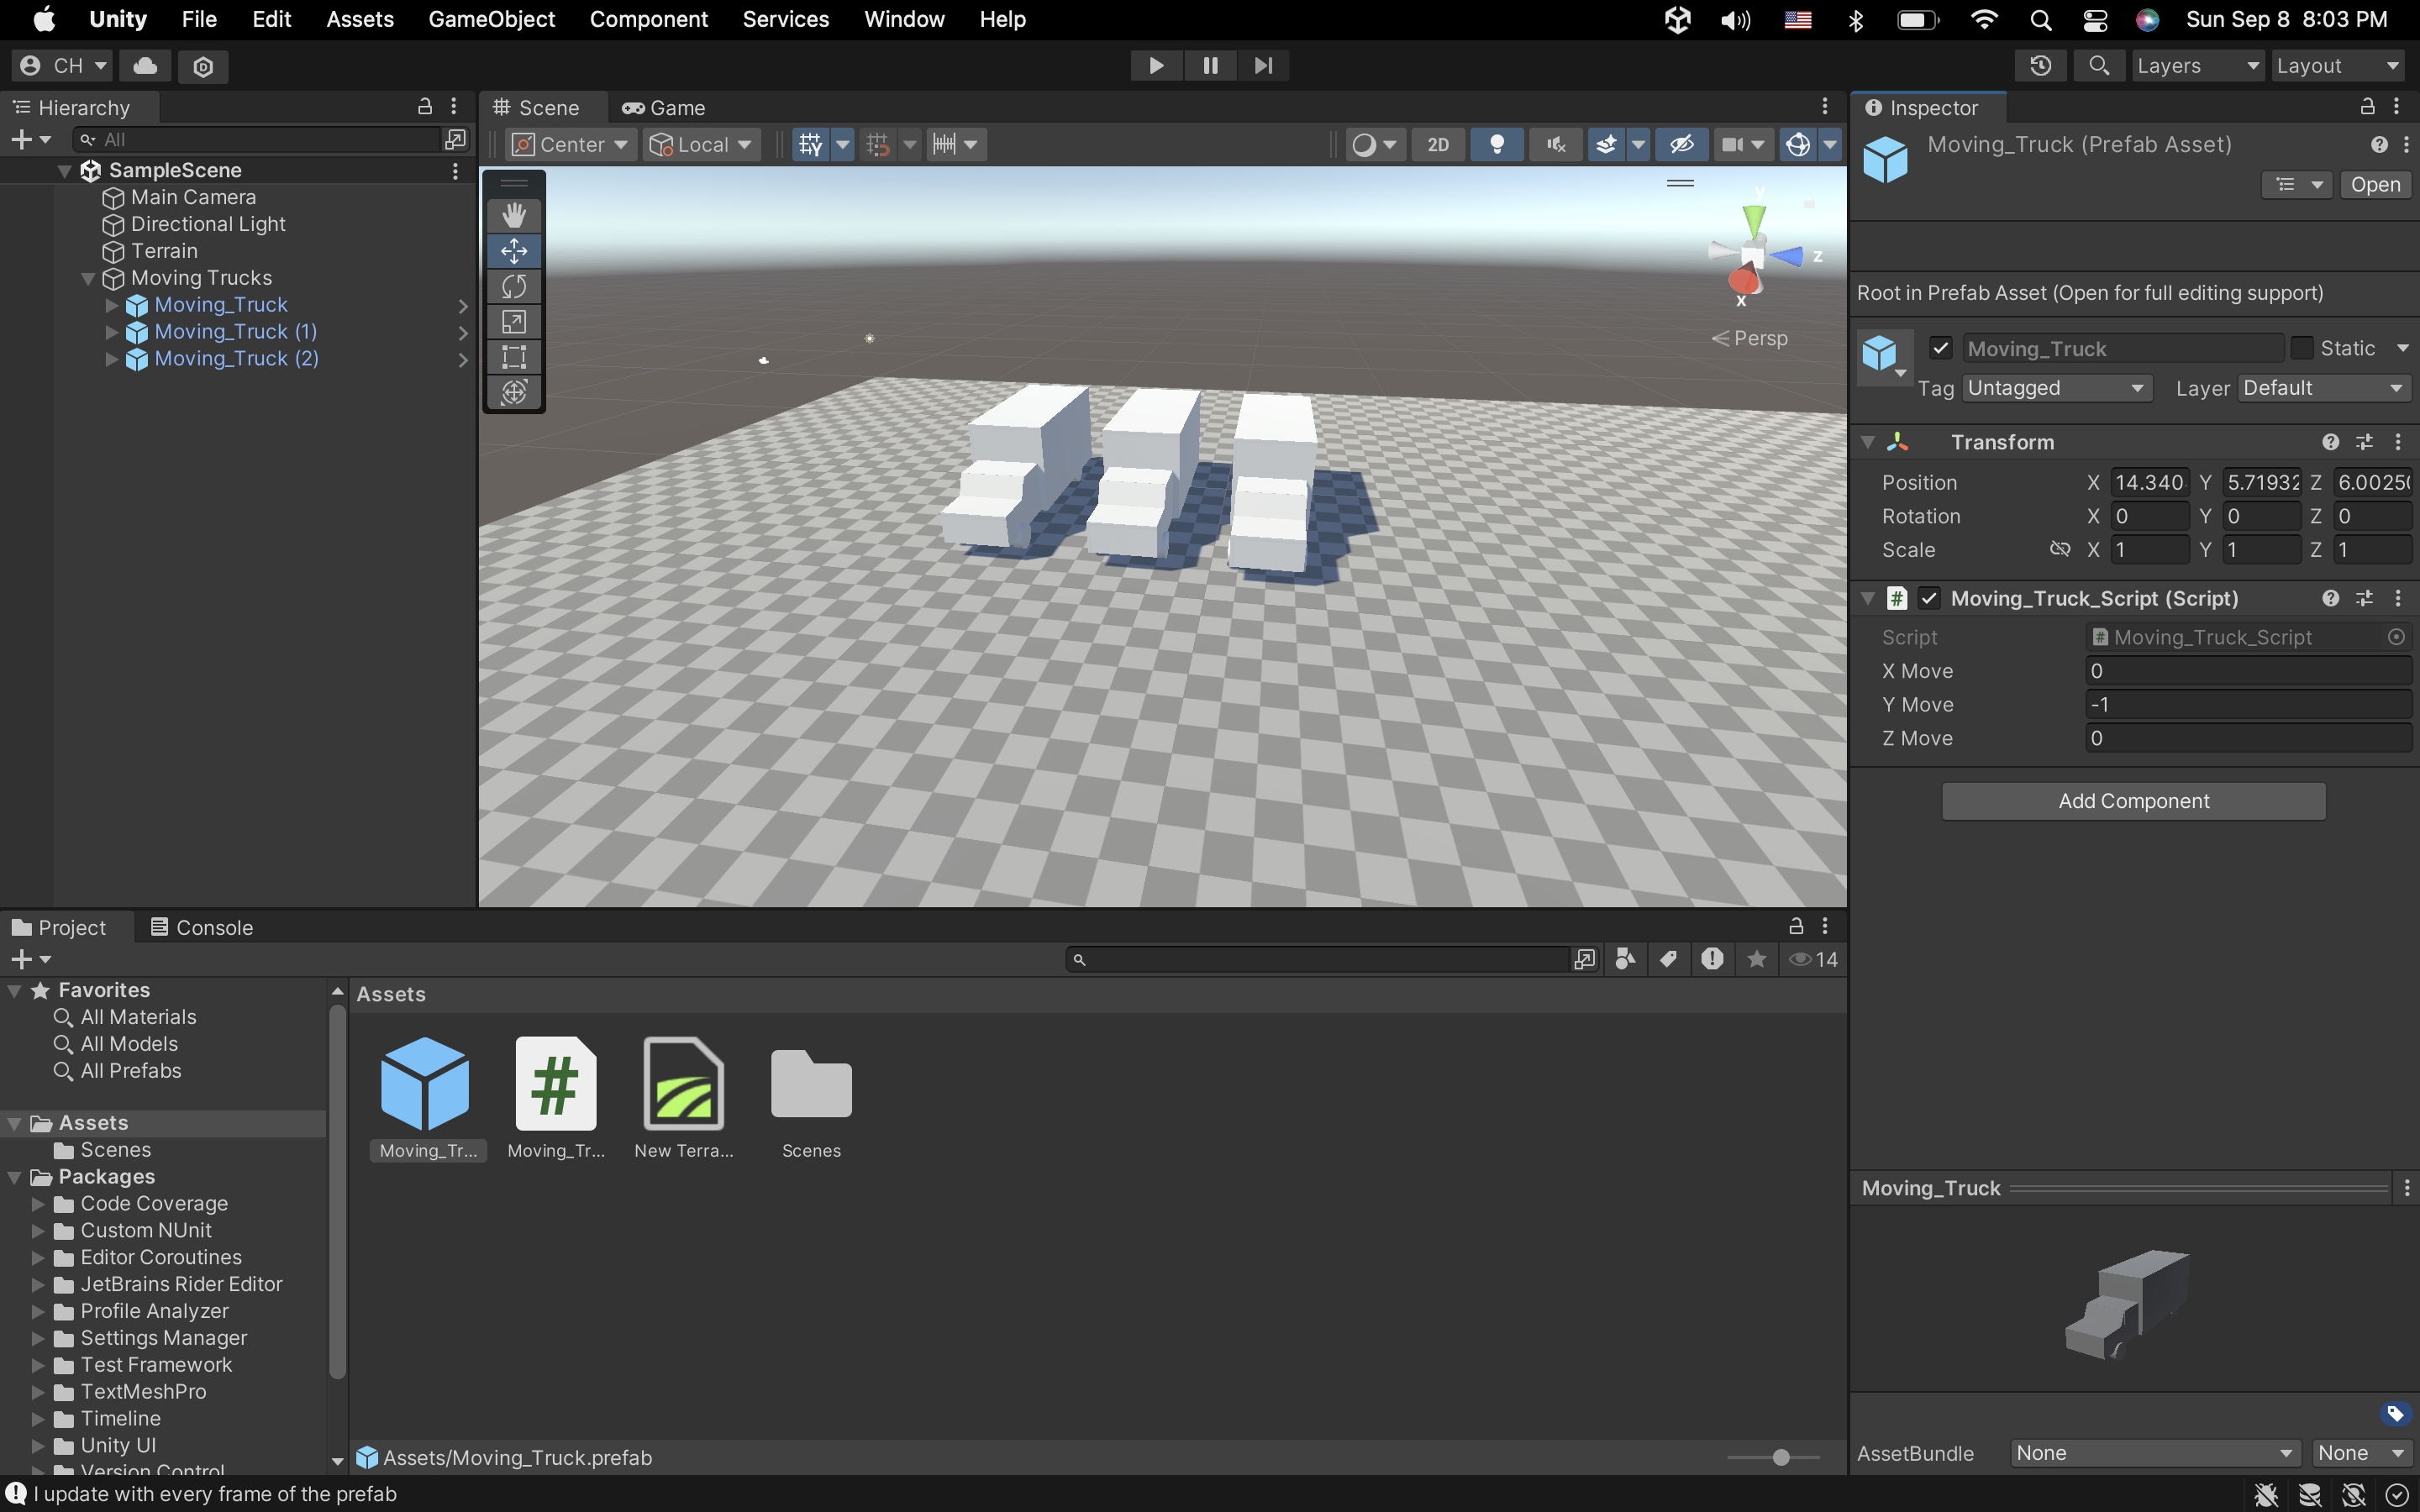 Unity File Edit Assets GameObject Component Services Window Help Sun Sep 8 8:03 PM
CH Layers Layout
Hierarchy
All
SampleScene
Main Camera
Directional Light
Terrain
Moving Trucks
Moving_Truck
Moving_Truck (1)
Moving_Truck (2)
Scene Game
Center Local 2D
y
z
x
Persp
Inspector
Moving_Truck (Prefab Asset)
Open
Root in Prefab Asset (Open for full editing support)
Moving_Truck Static
Tag Untagged Layer Default
Transform
Position X 14.340 Y 5.71932 Z 6.0025
Rotation X 0 Y 0 Z 0
Scale X 1 Y 1 Z 1
# Moving_Truck_Script (Script)
Script # Moving_Truck_Script
X Move 0
Y Move -1
Z Move 0
Add Component
Project Console
14
Favorites
All Materials
All Models
All Prefabs
Assets
Scenes
Packages
Code Coverage
Custom NUnit
Editor Coroutines
JetBrains Rider Editor
Profile Analyzer
Settings Manager
Test Framework
TextMeshPro
Timeline
Unity UI
Version Control
Assets
#
Moving_Tr... Moving_Tr... New Terra... Scenes
Assets/Moving_Truck.prefab
Moving_Truck
AssetBundle None None
I update with every frame of the prefab